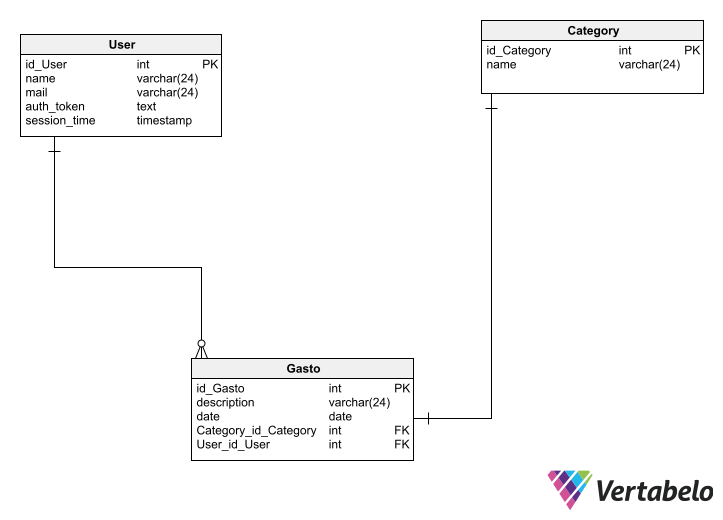 User
id_User int PK
name varchar(24)
mail varchar(24)
auth_token text
session_time timestamp
Category
id_Category int PK
name varchar(24)
Gasto
id_Gasto int PK
description varchar(24)
date date
Category_id_Category int FK
User_id_User int FK
Vertabelo